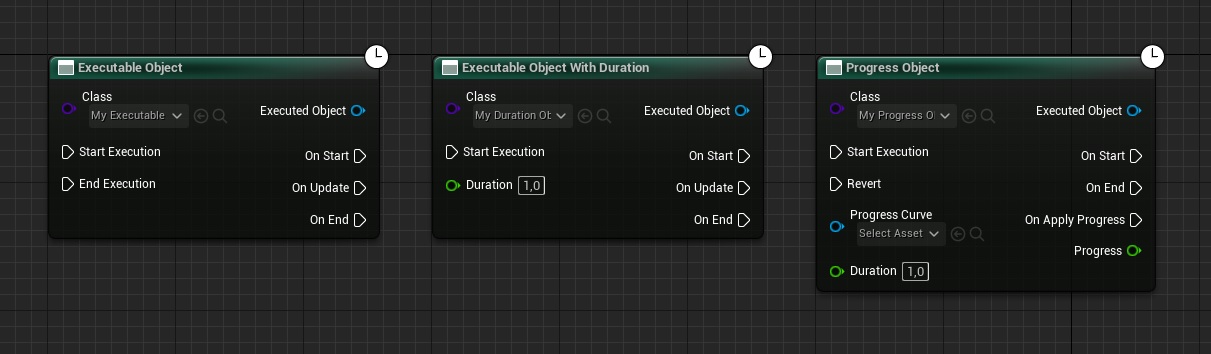 Executable Object
Class
My Executable
Executed Object
Start Execution
On Start
End Execution
On Update
On End
Executable Object With Duration
Class
My Duration Ob
Executed Object
Start Execution
On Start
Duration 1,0
On Update
On End
Progress Object
Class
My Progress O
Executed Object
Start Execution
On Start
Revert
On End
Progress Curve
Select Asset
On Apply Progress
Progress
Duration 1,0